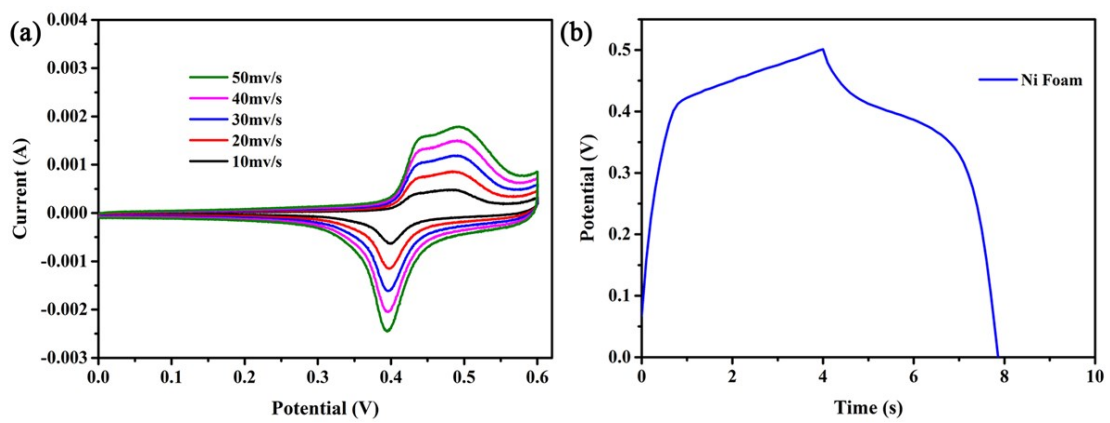 (a)
0.004
0.003
0.002
0.001
0.000
-0.001
-0.002
-0.003
Current (A)
50mv/s
40mv/s
30mv/s
20mv/s
10mv/s
0.0 0.1 0.2 0.3 0.4 0.5 0.6
Potential (V)
(b)
0.5
0.4
0.3
0.2
0.1
0.0
Potential (V)
Ni Foam
0 2 4 6 8 10
Time (s)